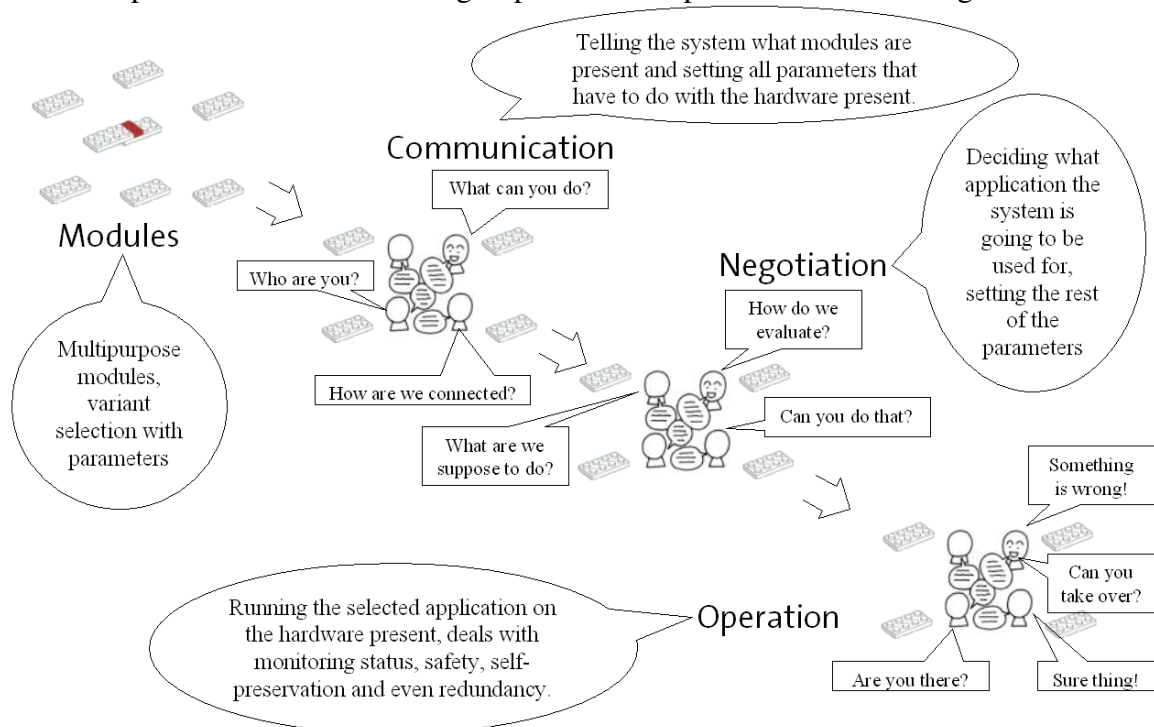 Telling the system what modules are
present and setting all parameters that
have to do with the hardware present.
Communication
What can you do?
Deciding what
application the
system is
going to be
used for,
setting the rest
of the
parameters
Modules
Who are you?
Negotiation
How do we
evaluate?
Multipurpose
modules,
variant
selection with
parameters
How are we connected?
Can you do that?
What are we
suppose to do?
Something
is wrong!
Can you
take over?
Running the selected application on
the hardware present, deals with
monitoring status, safety, self-
preservation and even redundancy.
Operation
Are you there?
Sure thing!